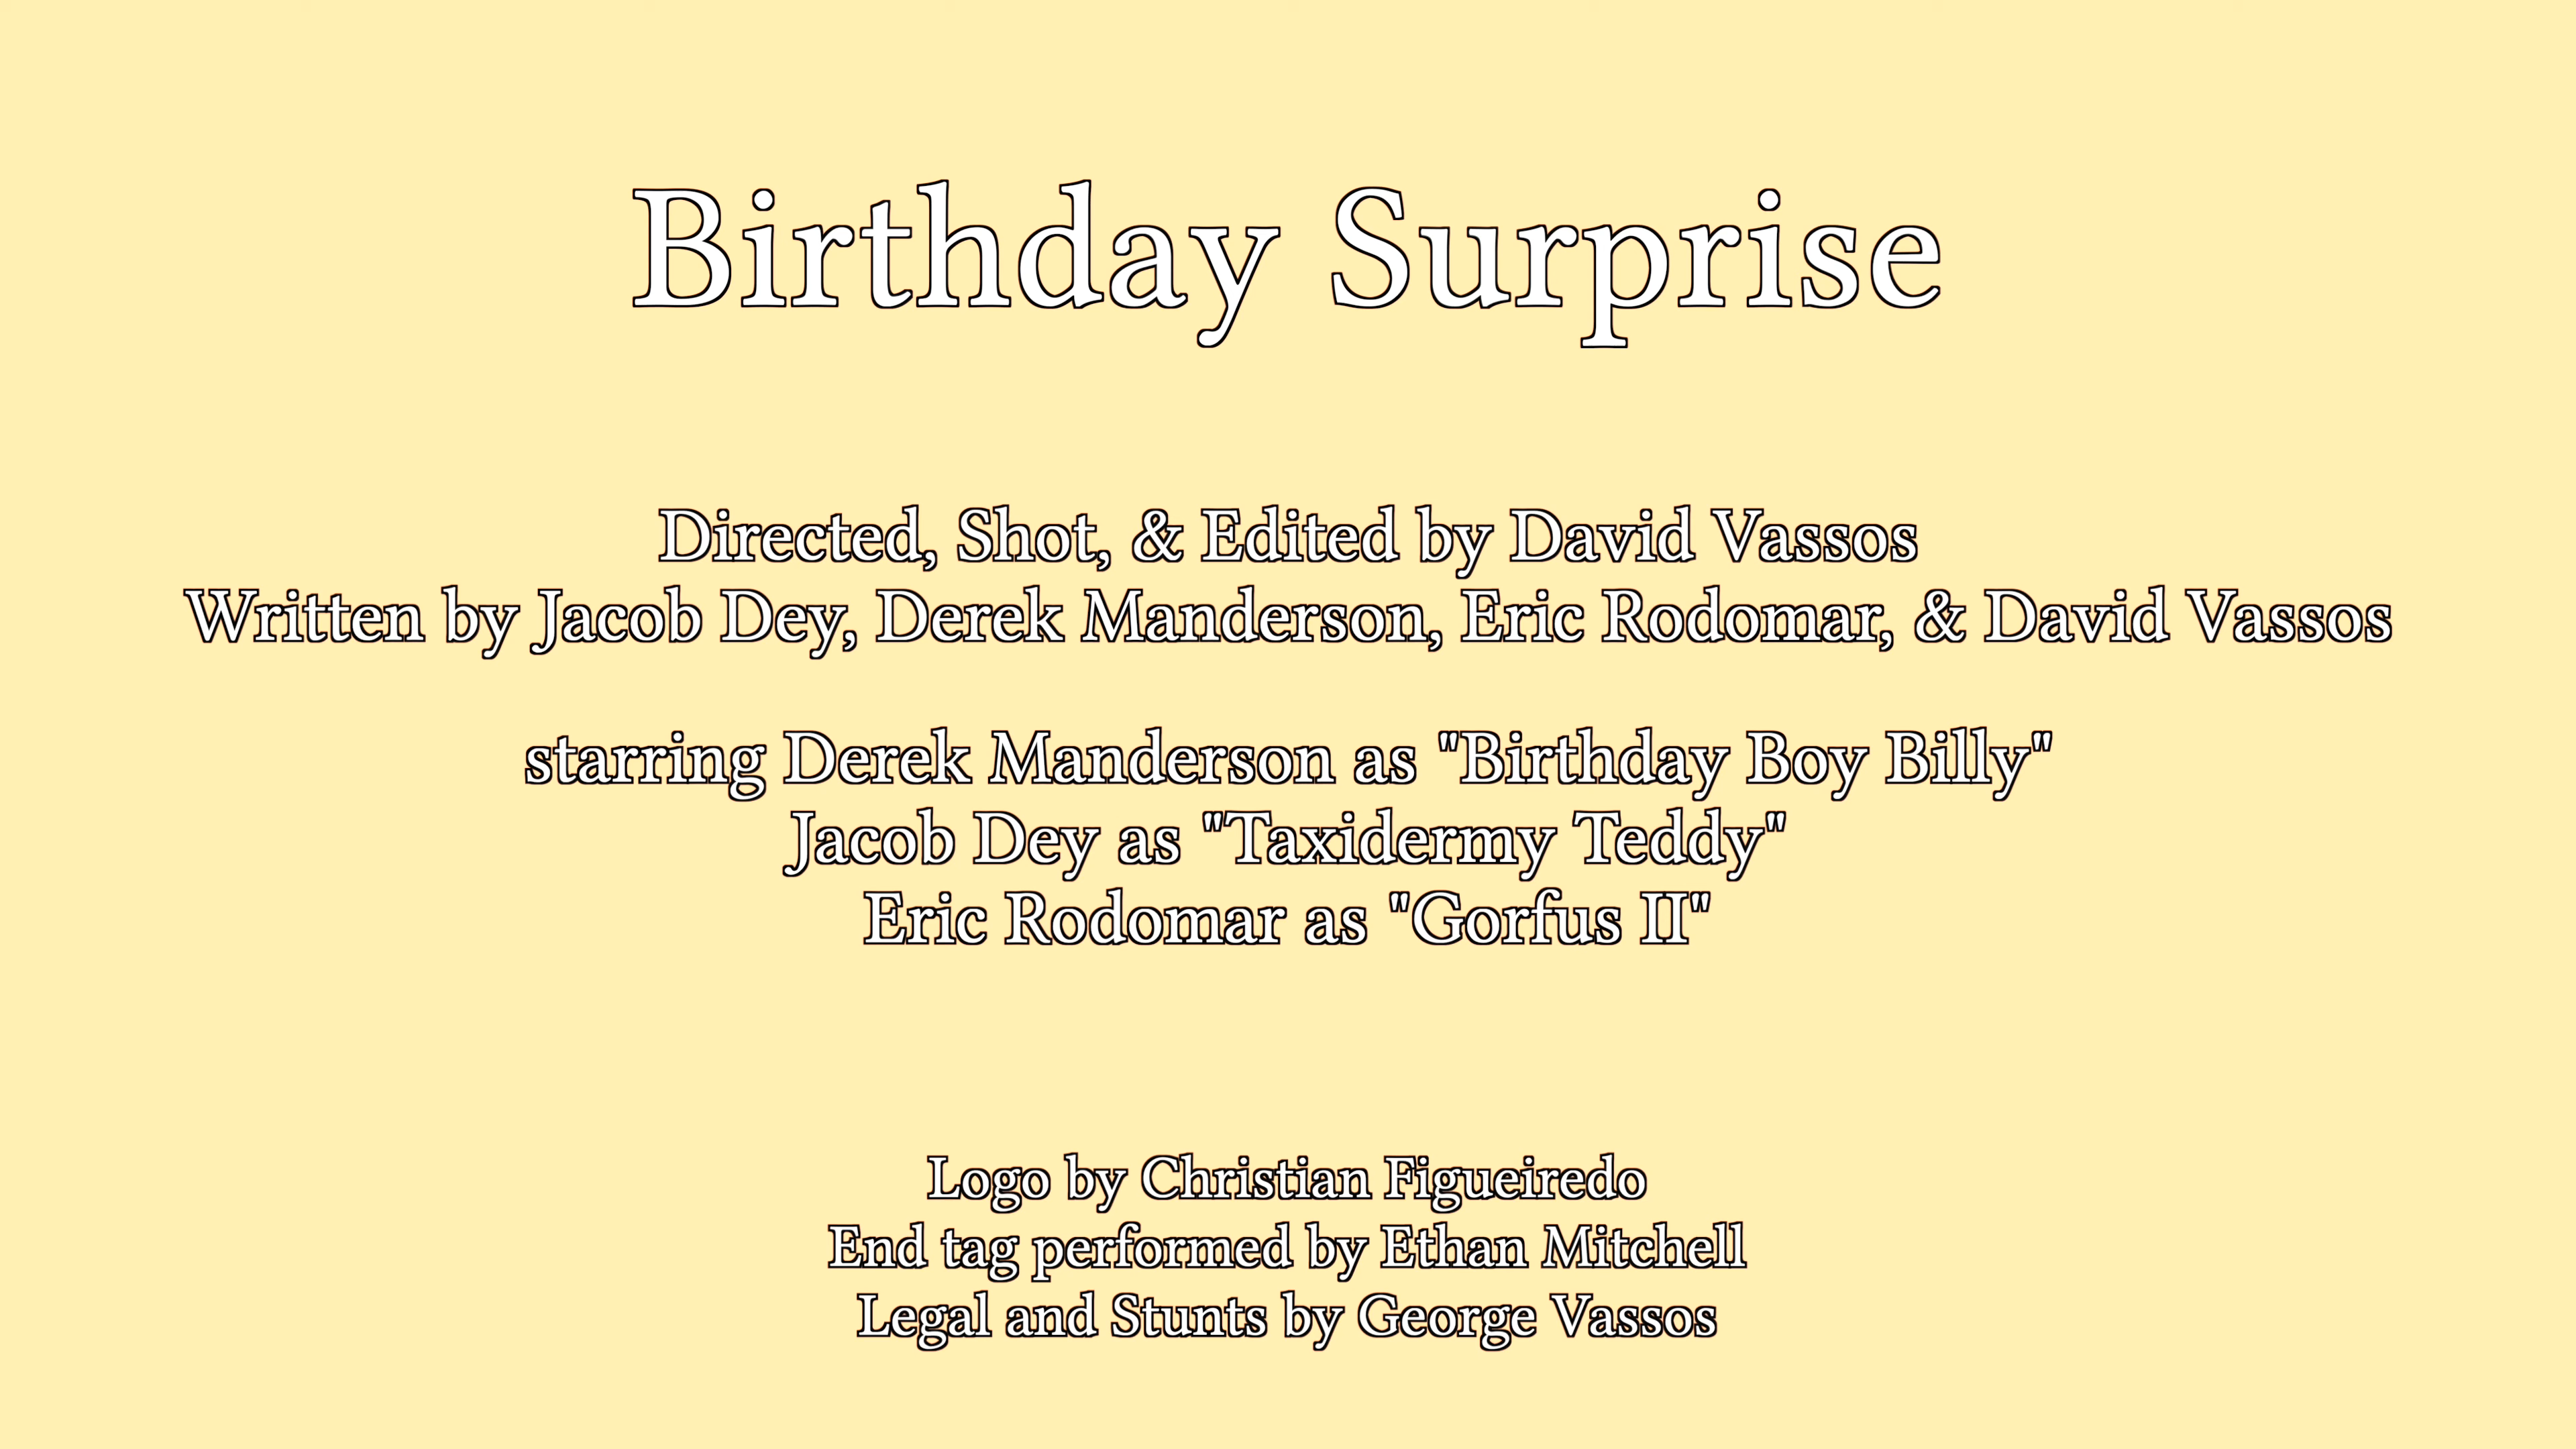 Birthday Surprise
Directed, Shot, & Edited by David Vassos
Written by Jacob Dey, Derek Manderson, Eric Rodomar, & David Vassos
starring Derek Manderson as "Birthday Boy Billy"
Jacob Dey as "Taxidermy Teddy"
Eric Rodomar as "Gorfus II"
Logo by Christian Figueiredo
End tag performed by Ethan Mitchell
Legal and Stunts by George Vassos